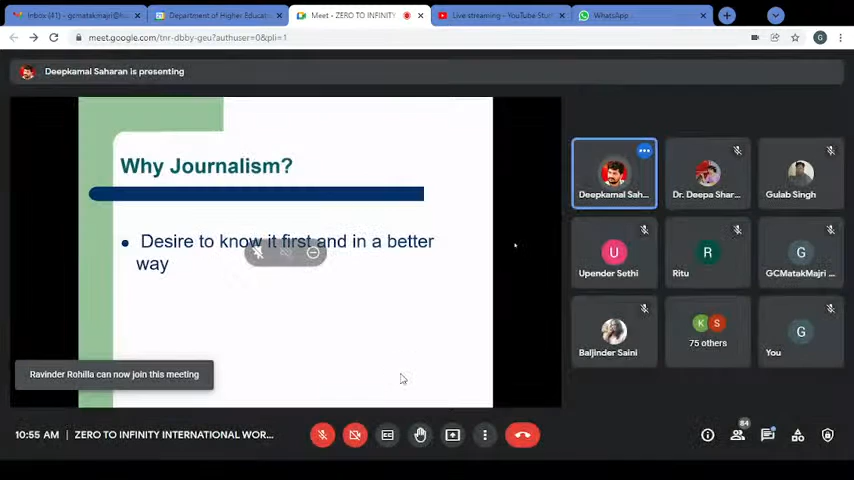 Inbox (-) - gcmatakmajri@k...
Department of Higher Educati
Meet - ZERO TO INFINITY
Live streaming - YouTube Stu
WhatsApp
meet.google.com/tnr-dbby-geu?authuser=0&pli=1
G
Deepkamal Saharan is presenting
Why Journalism?
Desire to know it first and in a better
way
Deepkamal Sah...
Dr. Deepa Shar...
Gulab Singh
U
Upender Sethi
R
Ritu
G
GCMatakMajri ...
Baljinder Saini
K S
75 others
G
You
Ravinder Rohilla can now join this meeting
10:55 AM | ZERO TO INFINITY INTERNATIONAL WOR...
84